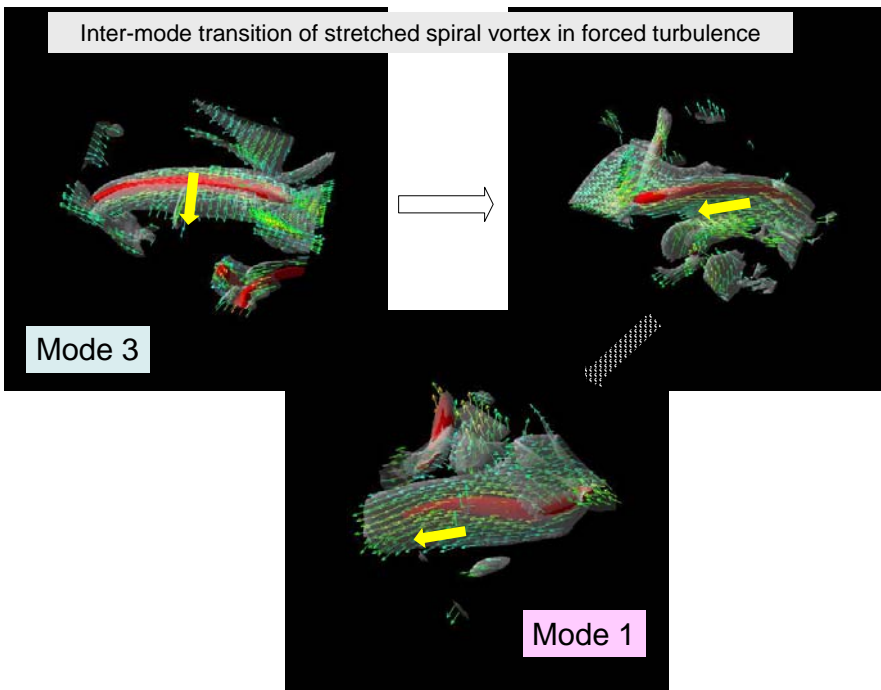 Inter-mode transition of stretched spiral vortex in forced turbulence
Mode 3
Mode 1